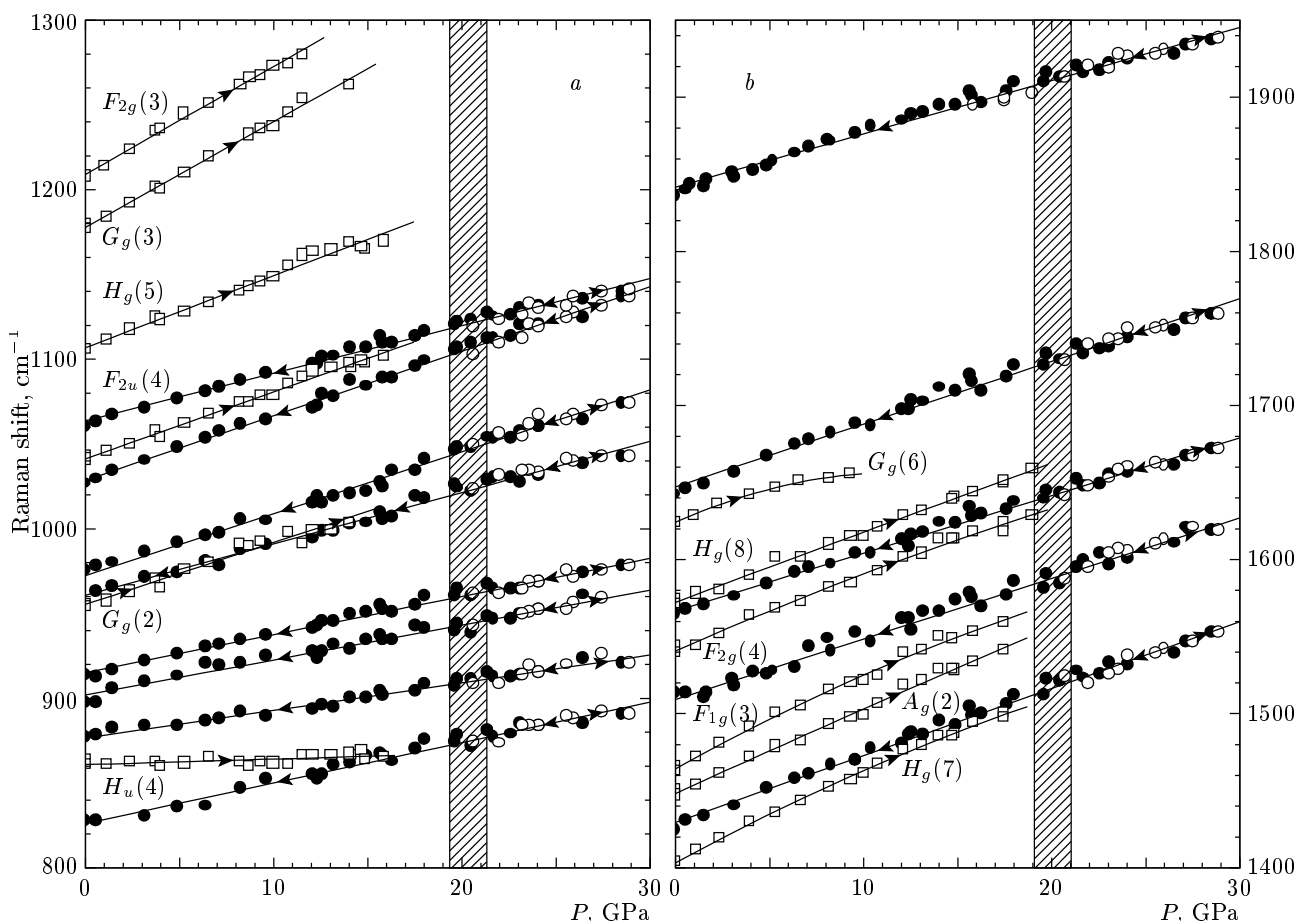 1300
a
b
F2g(3)
1900
1200
Gg(3)
1800
Hg(5)
1100
F2u(4)
1700
Gg(6)
Raman shift, cm−1
1000
Hg(8)
1600
Gg(2)
F2g(4)
900
F1g(3)
Ag(2)
1500
Hu(4)
Hg(7)
800
1400
0
10
20
30
0
10
20
30
P, GPa
P, GPa